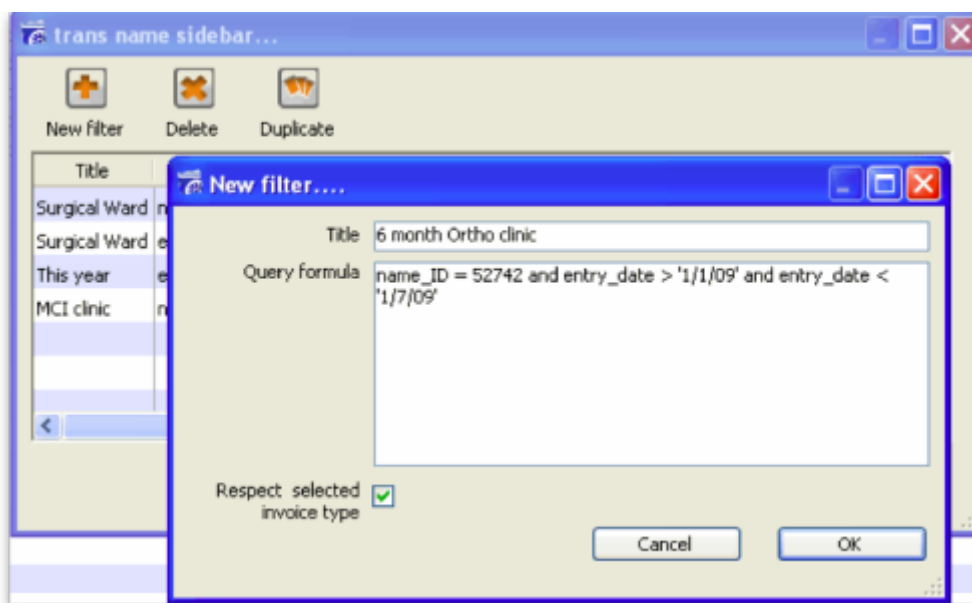 trans name sidebar...
New filter Delete Duplicate
Title
Surgical Ward n
Surgical Ward e
This year e
MCI clinic n
New filter....
Title 6 month Ortho clinic
Query formula name_ID = 52742 and entry_date > '1/1/09' and entry_date <
'1/7/09'
Respect selected
invoice type
Cancel OK